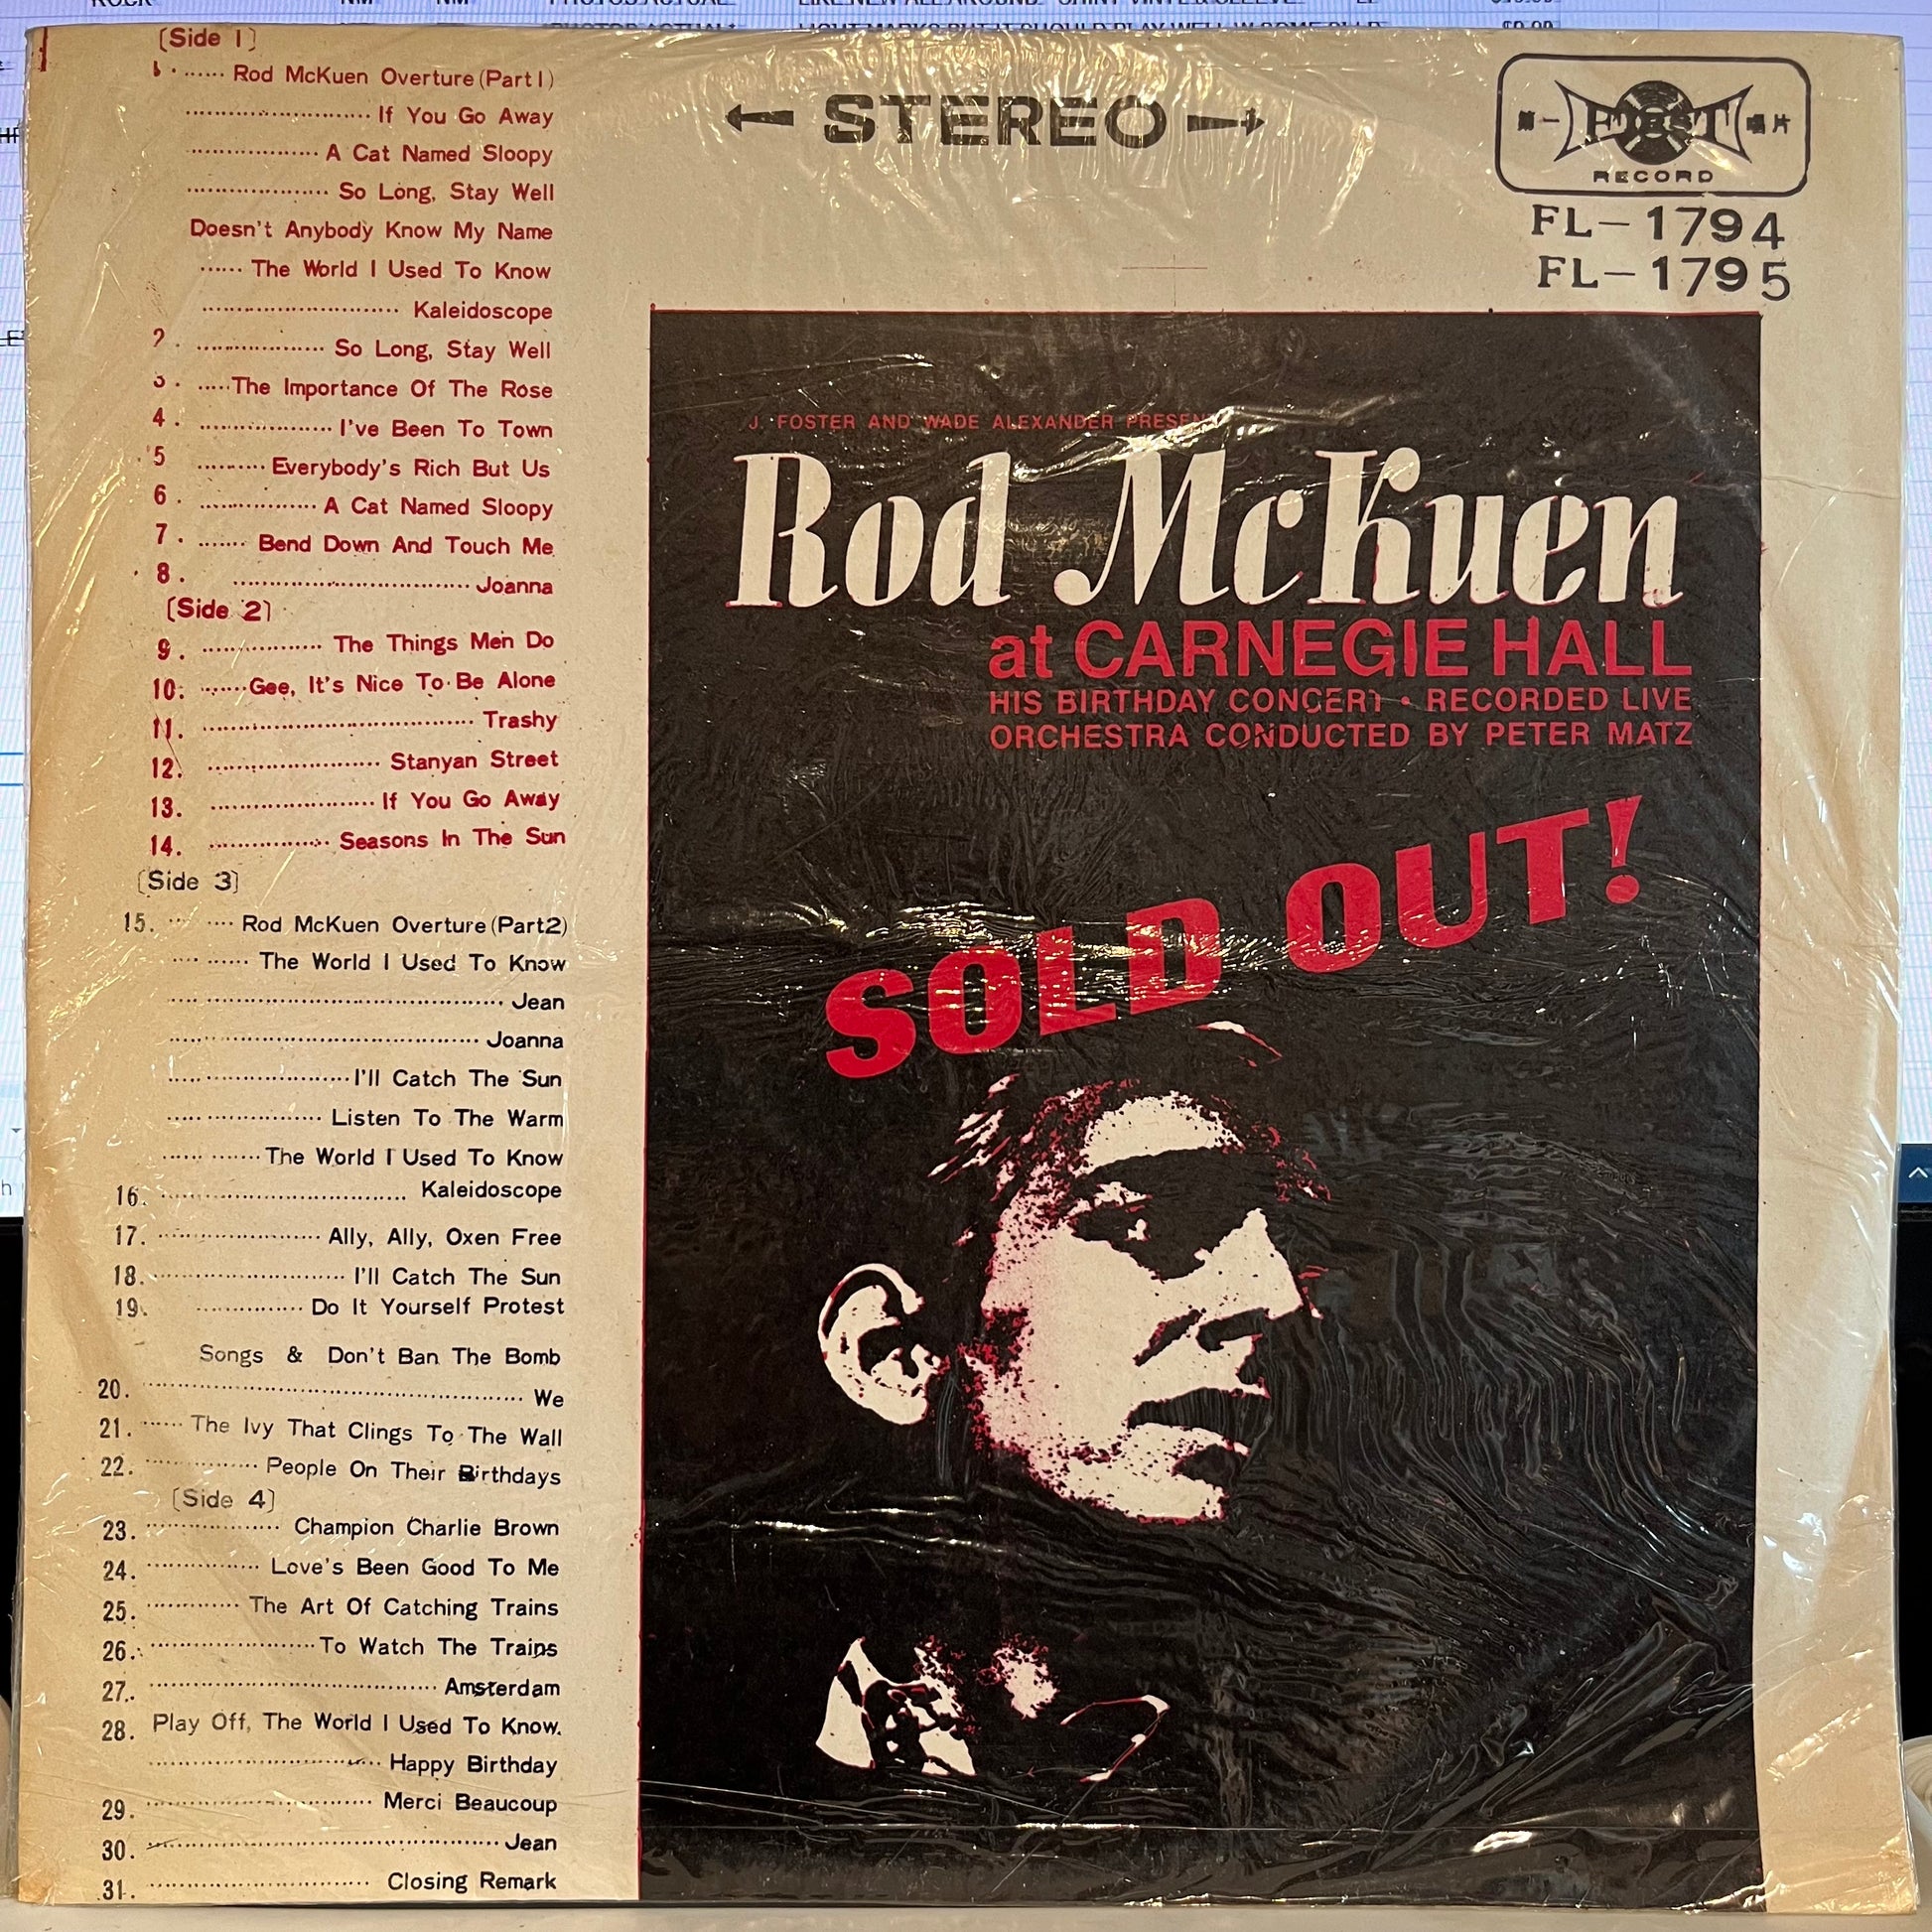 ROCK NM NM PHOTOS ACTUAL
[Side 1]
1. Rod McKuen Overture (Part 1)
If You Go Away
A Cat Named Sloopy
So Long, Stay Well
Doesn't Anybody Know My Name
The World I Used To Know
Kaleidoscope
2. So Long, Stay Well
3. The Importance Of The Rose
4. I've Been To Town
5 Everybody's Rich But Us
6. A Cat Named Sloopy
7. Bend Down And Touch Me
8. Joanna
[Side 2]
9. The Things Men Do
10. Gee, It's Nice To Be Alone
11. Trashy
12. Stanyan Street
13. If You Go Away
14. Seasons In The Sun
[Side 3]
15. Rod McKuen Overture (Part2)
The World I Used To Know
Jean
Joanna
I'll Catch The Sun
Listen To The Warm
The World I Used To Know
16. Kaleidoscope
17. Ally, Ally, Oxen Free
18. I'll Catch The Sun
19. Do It Yourself Protest
Songs & Don't Ban The Bomb
20. We
21. The Ivy That Clings To The Wall
22. People On Their Birthdays
[Side 4]
23. Champion Charlie Brown
24. Love's Been Good To Me
25. The Art Of Catching Trains
26. To Watch The Trains
27. Amsterdam
28. Play Off, The World I Used To Know.
Happy Birthday
29. Merci Beaucoup
30. Jean
31. Closing Remark
← STEREO →
第一 FIRST 唱片
RECORD
FL-1794
FL-1795
J. FOSTER AND WADE ALEXANDER PRESENT
Rod McKuen
at CARNEGIE HALL
HIS BIRTHDAY CONCERT • RECORDED LIVE
ORCHESTRA CONDUCTED BY PETER MATZ
SOLD OUT!